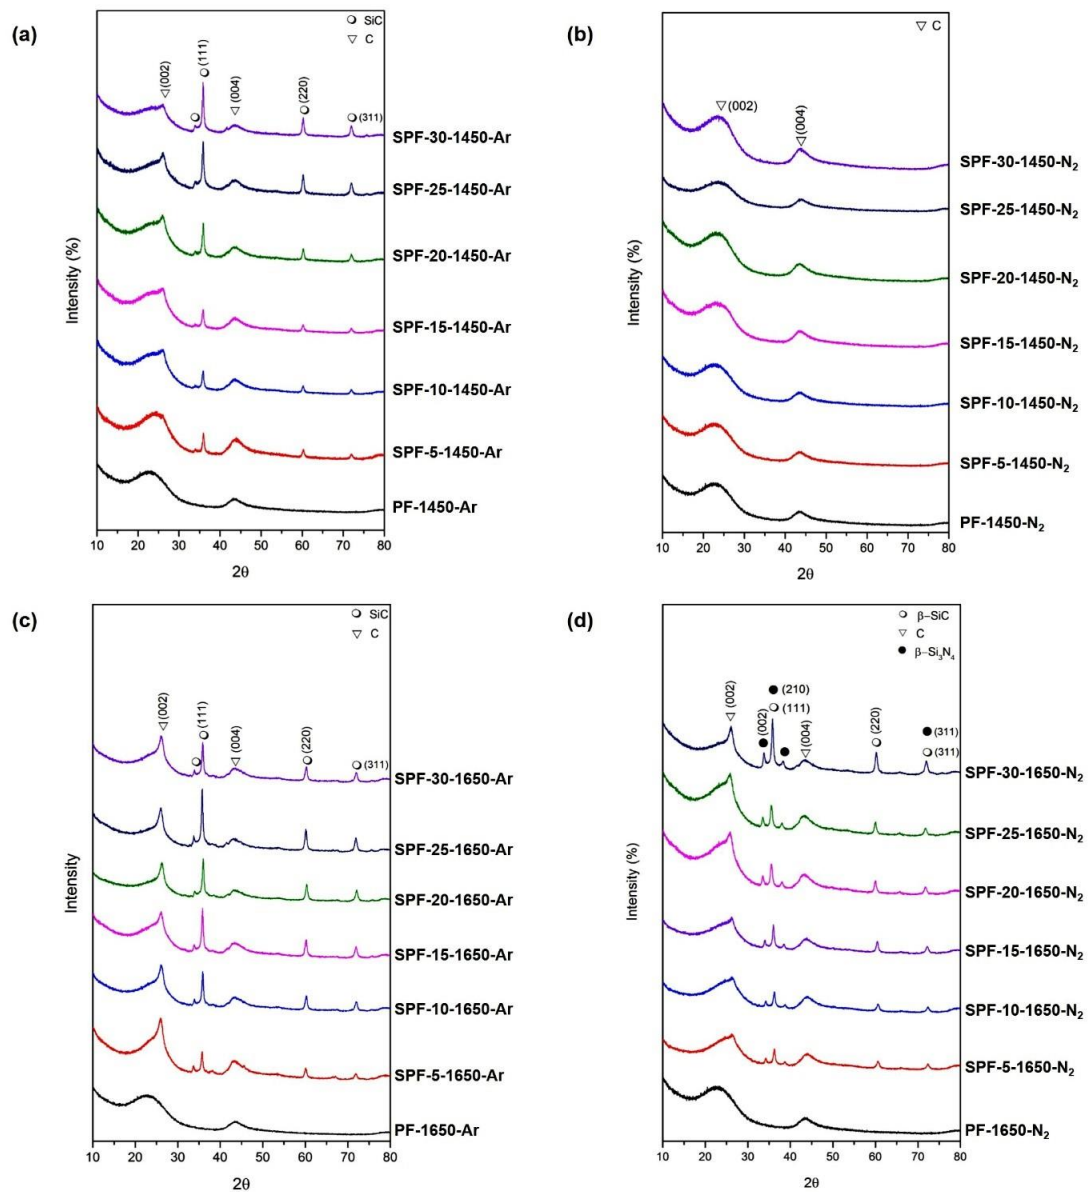 (a)
SiC
C
(002)
(111)
(004)
(220)
(311)
SPF-30-1450-Ar
SPF-25-1450-Ar
SPF-20-1450-Ar
SPF-15-1450-Ar
SPF-10-1450-Ar
SPF-5-1450-Ar
PF-1450-Ar
Intensity (%)
10 20 30 40 50 60 70 80
2θ
(b)
C
(002)
(004)
SPF-30-1450-N₂
SPF-25-1450-N₂
SPF-20-1450-N₂
SPF-15-1450-N₂
SPF-10-1450-N₂
SPF-5-1450-N₂
PF-1450-N₂
Intensity (%)
10 20 30 40 50 60 70 80
2θ
(c)
SiC
C
(002)
(111)
(004)
(220)
(311)
SPF-30-1650-Ar
SPF-25-1650-Ar
SPF-20-1650-Ar
SPF-15-1650-Ar
SPF-10-1650-Ar
SPF-5-1650-Ar
PF-1650-Ar
Intensity
10 20 30 40 50 60 70 80
2θ
(d)
β–SiC
C
β–Si₃N₄
(002)
(002)
(210)
(111)
(004)
(220)
(311)
(311)
SPF-30-1650-N₂
SPF-25-1650-N₂
SPF-20-1650-N₂
SPF-15-1650-N₂
SPF-10-1650-N₂
SPF-5-1650-N₂
PF-1650-N₂
Intensity (%)
10 20 30 40 50 60 70 80
2θ